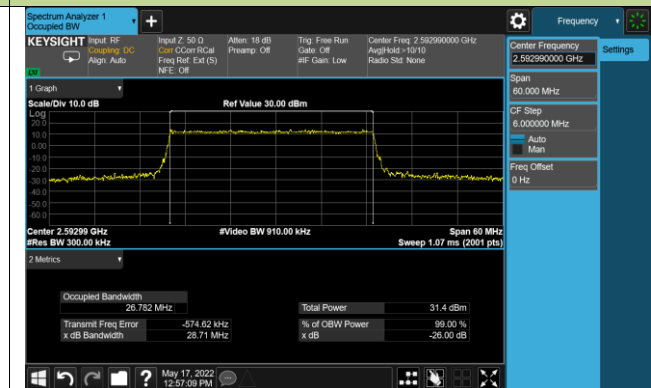 Spectrum Analyzer 1
Occupied BW
Frequency
KEYSIGHT
Input: RF
Coupling: DC
Align: Auto
Input Z: 50 Ω
Corr CCorr RCal
Freq Ref: Ext (S)
NFE: Off
Atten: 18 dB
Preamp: Off
Trig: Free Run
Gate: Off
#IF Gain: Low
Center Freq: 2.592990000 GHz
Avg|Hold:>10/10
Radio Std: None
Center Frequency
2.592990000 GHz
Settings
Span
60.000 MHz
CF Step
6.000000 MHz
Auto
Man
Freq Offset
0 Hz
1 Graph
Scale/Div 10.0 dB
Ref Value 30.00 dBm
Log
20.0
10.0
0.00
-10.0
-20.0
-30.0
-40.0
-50.0
-60.0
Center 2.59299 GHz
#Video BW 910.00 kHz
Span 60 MHz
#Res BW 300.00 kHz
Sweep 1.07 ms (2001 pts)
2 Metrics
Occupied Bandwidth
26.782 MHz
Total Power
31.4 dBm
Transmit Freq Error
-574.62 kHz
% of OBW Power
99.00 %
x dB Bandwidth
28.71 MHz
x dB
-26.00 dB
May 17, 2022
12:57:09 PM